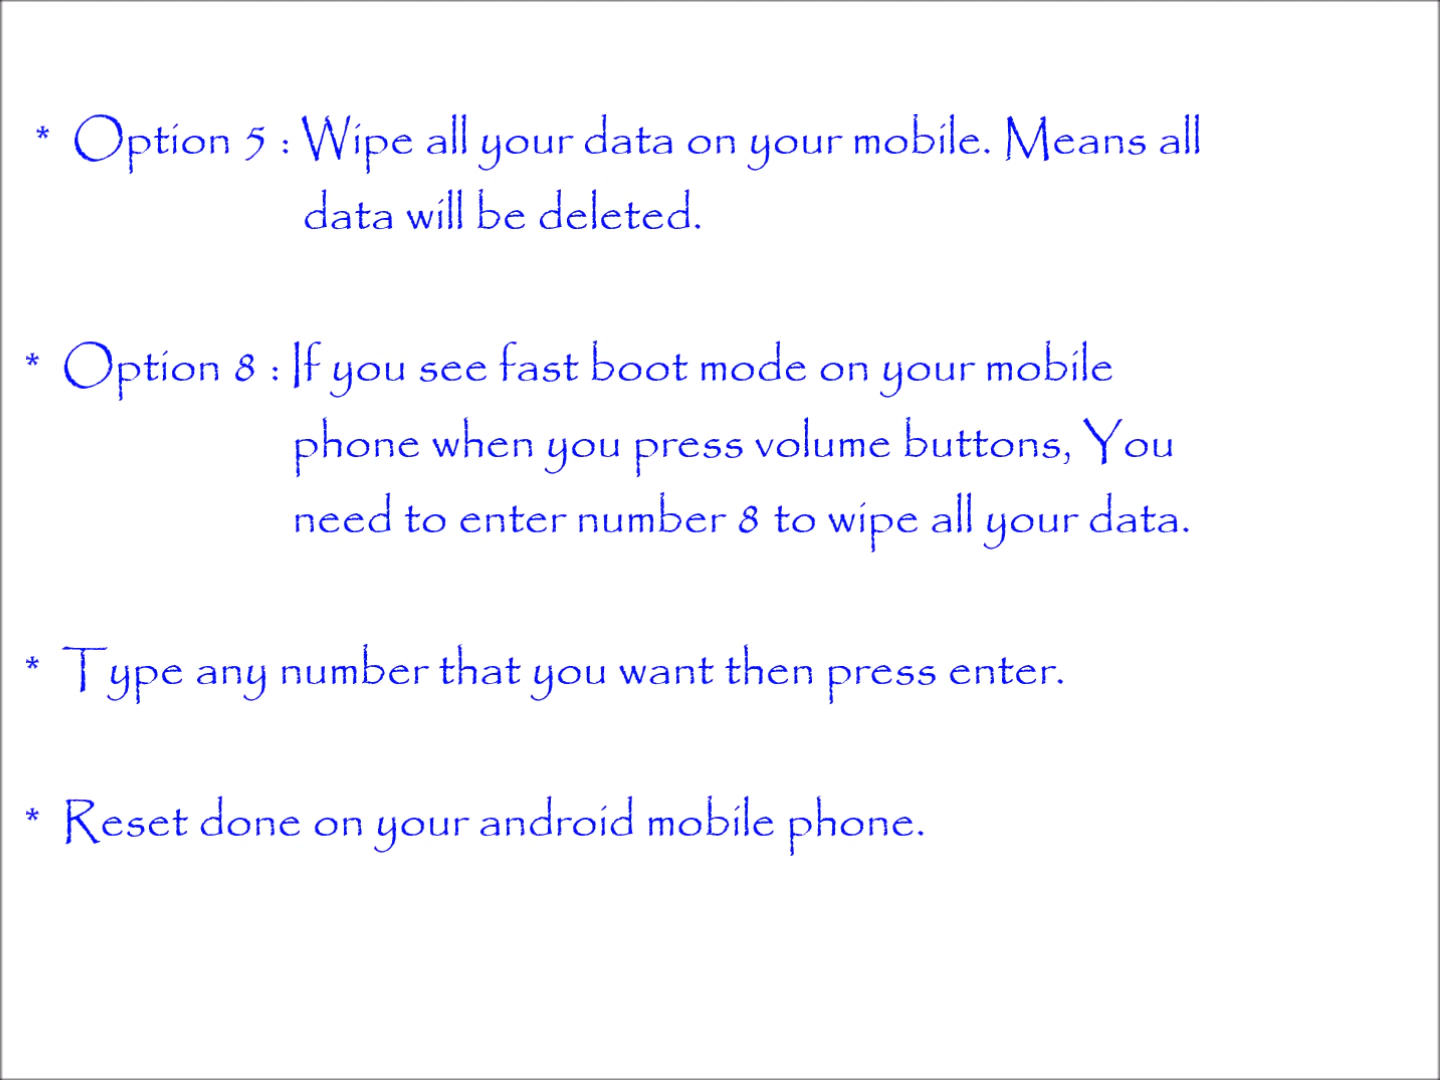 * Option 5 : Wipe all your data on your mobile. Means all
data will be deleted.
* Option 8 : If you see fast boot mode on your mobile
phone when you press volume buttons, You
need to enter number 8 to wipe all your data.
* Type any number that you want then press enter.
* Reset done on your android mobile phone.